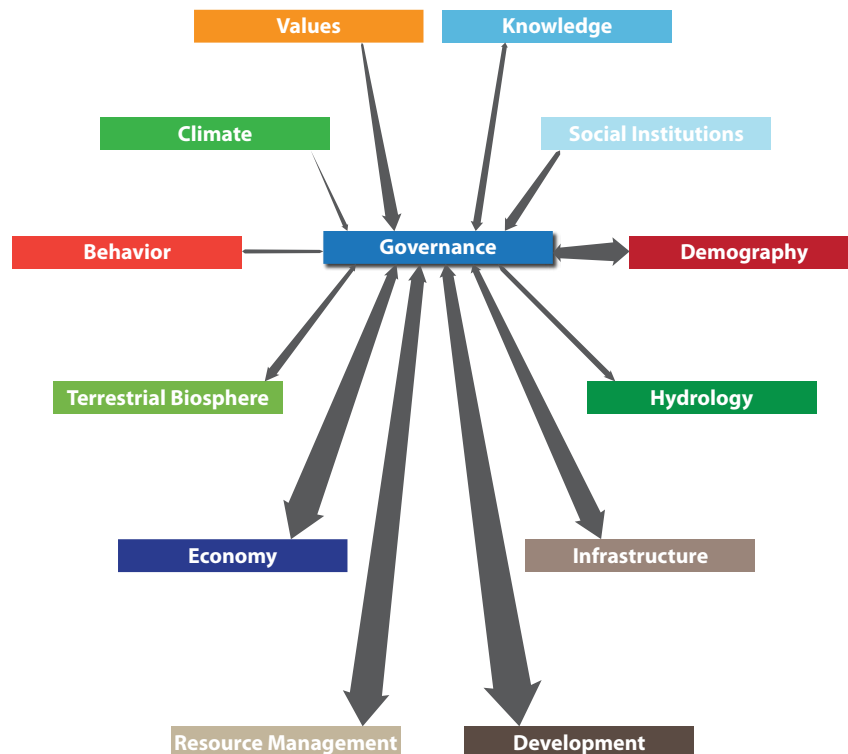 Values
Knowledge
Climate
Social Institutions
Behavior
Governance
Demography
Terrestrial Biosphere
Hydrology
Economy
Infrastructure
Resource Management
Development